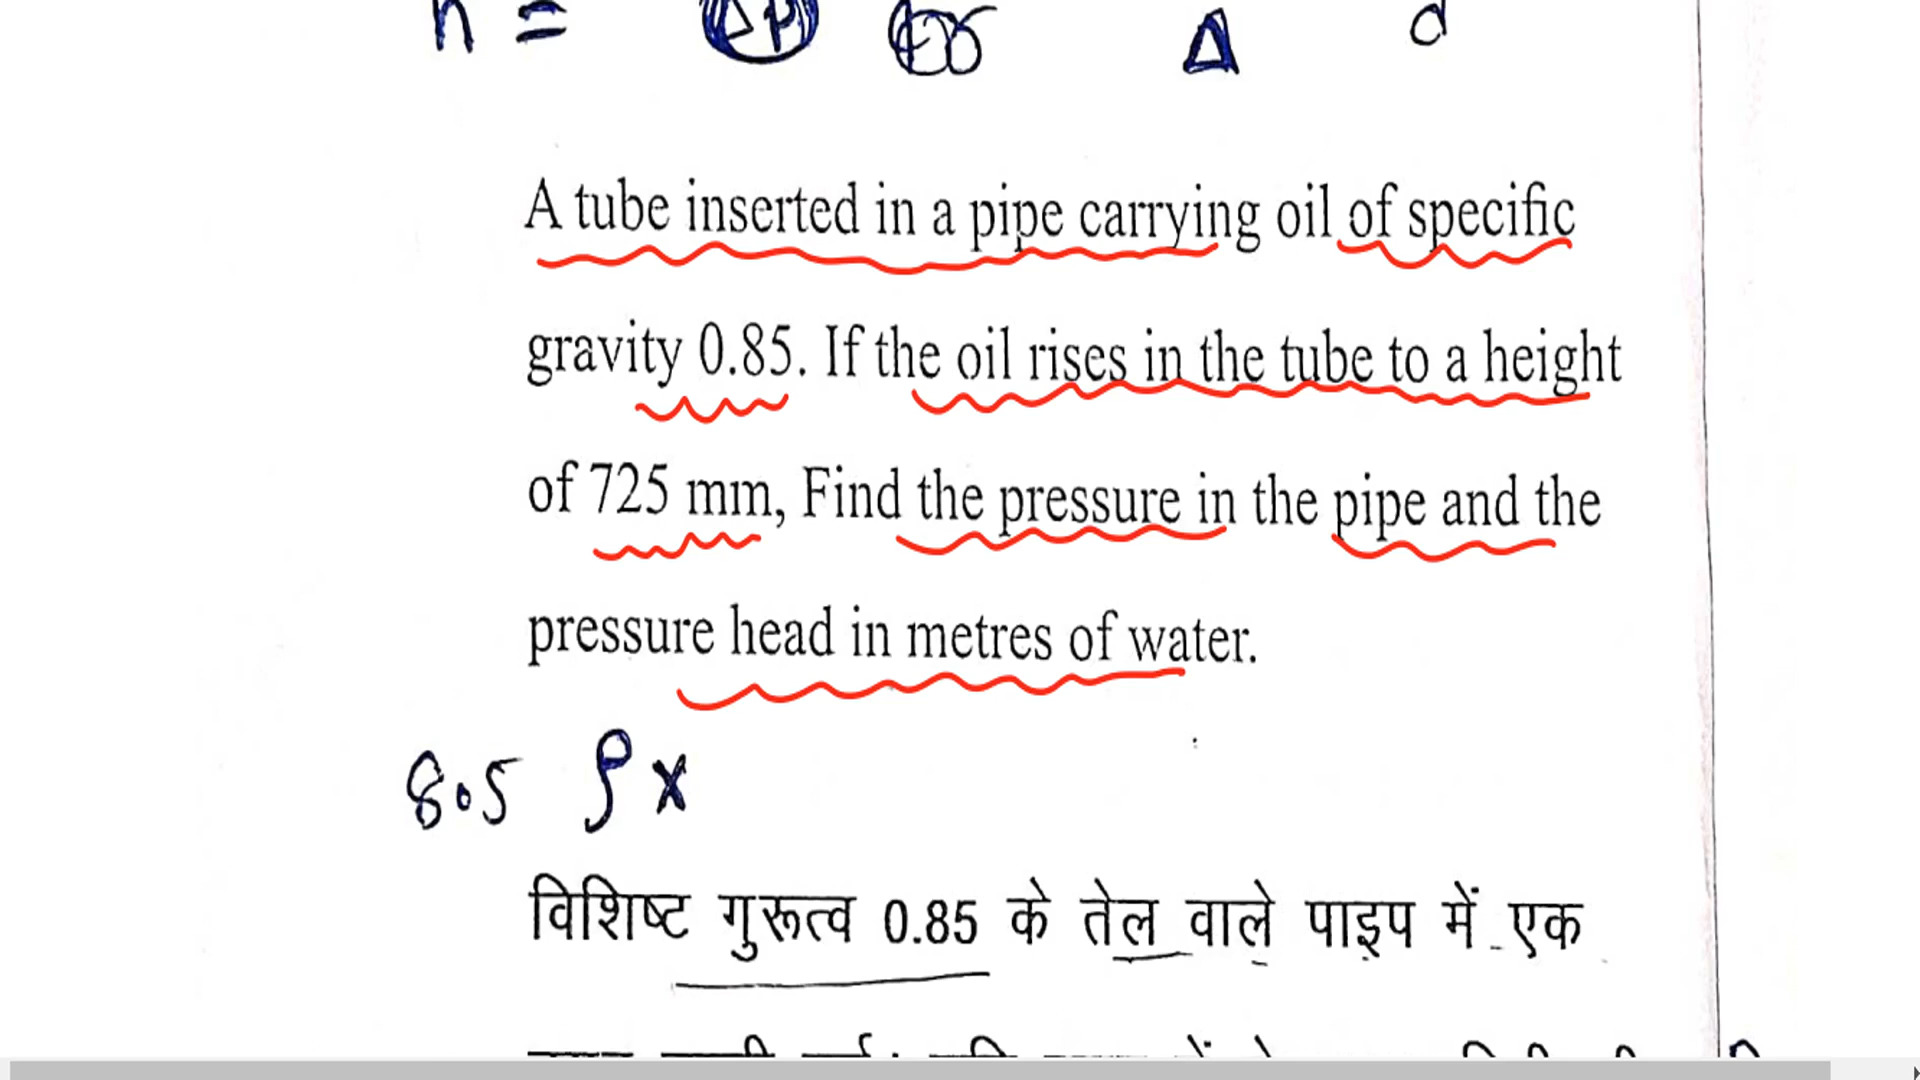 A tube inserted in a pipe carrying oil of specific
gravity 0.85. If the oil rises in the tube to a height
of 725 mm, Find the pressure in the pipe and the
pressure head in metres of water.
8.5 ρ x
विशिष्ट गुरूत्व 0.85 के तेल वाले पाइप में एक